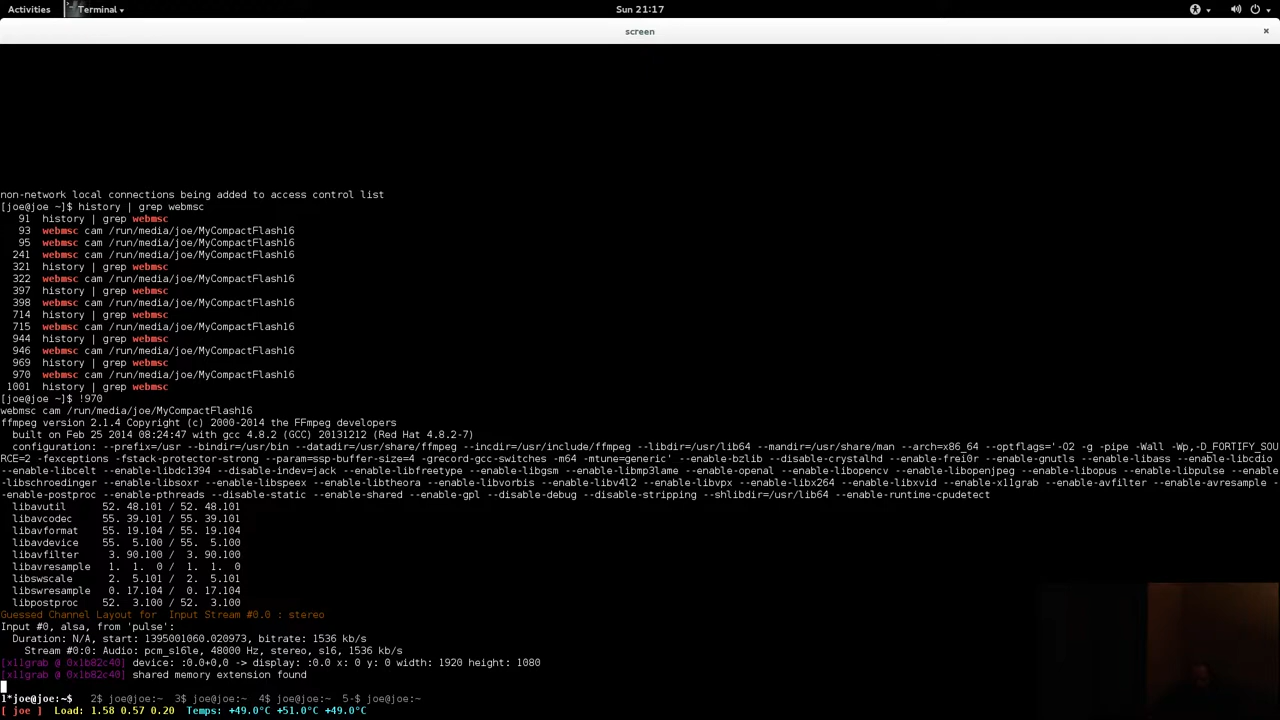 Activities Terminal Sun 21:17
screen
non-network local connections being added to access control list
[joe@joe ~]$ history | grep webmsc
91 history | grep webmsc
93 webmsc cam /run/media/joe/MyCompactFlash16
95 webmsc cam /run/media/joe/MyCompactFlash16
241 webmsc cam /run/media/joe/MyCompactFlash16
321 history | grep webmsc
322 webmsc cam /run/media/joe/MyCompactFlash16
397 history | grep webmsc
398 webmsc cam /run/media/joe/MyCompactFlash16
714 history | grep webmsc
715 webmsc cam /run/media/joe/MyCompactFlash16
944 history | grep webmsc
946 webmsc cam /run/media/joe/MyCompactFlash16
969 history | grep webmsc
970 webmsc cam /run/media/joe/MyCompactFlash16
1001 history | grep webmsc
[joe@joe ~]$ !970
webmsc cam /run/media/joe/MyCompactFlash16
ffmpeg version 2.1.4 Copyright (c) 2000-2014 the FFmpeg developers
built on Feb 25 2014 08:24:47 with gcc 4.8.2 (GCC) 20131212 (Red Hat 4.8.2-7)
configuration: --prefix=/usr --bindir=/usr/bin --datadir=/usr/share/ffmpeg --incdir=/usr/include/ffmpeg --libdir=/usr/lib64 --mandir=/usr/share/man --arch=x86_64 --optflags='-O2 -g -pipe -Wall -Wp,-D_FORTIFY_SOU
RCE=2 -fexceptions -fstack-protector-strong --param=ssp-buffer-size=4 -grecord-gcc-switches -m64 -mtune=generic' --enable-bzlib --disable-crystalhd --enable-frei0r --enable-gnutls --enable-libass --enable-libcdio
--enable-libcelt --enable-libdc1394 --disable-indev=jack --enable-libfreetype --enable-libgsm --enable-libmp3lame --enable-openal --enable-libopencv --enable-libopenjpeg --enable-libopus --enable-libpulse --enable
-libschroedinger --enable-libsoxr --enable-libspeex --enable-libtheora --enable-libvorbis --enable-libv4l2 --enable-libvpx --enable-libx264 --enable-libxvid --enable-x11grab --enable-avfilter --enable-avresample -
-enable-postproc --enable-pthreads --disable-static --enable-shared --enable-gpl --disable-debug --disable-stripping --shlibdir=/usr/lib64 --enable-runtime-cpudetect
libavutil 52. 48.101 / 52. 48.101
libavcodec 55. 39.101 / 55. 39.101
libavformat 55. 19.104 / 55. 19.104
libavdevice 55. 5.100 / 55. 5.100
libavfilter 3. 90.100 / 3. 90.100
libavresample 1. 1. 0 / 1. 1. 0
libswscale 2. 5.101 / 2. 5.101
libswresample 0. 17.104 / 0. 17.104
libpostproc 52. 3.100 / 52. 3.100
Guessed Channel Layout for Input Stream #0.0 : stereo
Input #0, alsa, from 'pulse':
Duration: N/A, start: 1395001060.020973, bitrate: 1536 kb/s
Stream #0:0: Audio: pcm_s16le, 48000 Hz, stereo, s16, 1536 kb/s
[x11grab @ 0x1b82c40] device: :0.0+0,0 -> display: :0.0 x: 0 y: 0 width: 1920 height: 1080
[x11grab @ 0x1b82c40] shared memory extension found
1*joe@joe:~$ 2$ joe@joe:~ 3$ joe@joe:~ 4$ joe@joe:~ 5-$ joe@joe:~
[ joe ] Load: 1.58 0.57 0.20 Temps: +49.0°C +51.0°C +49.0°C